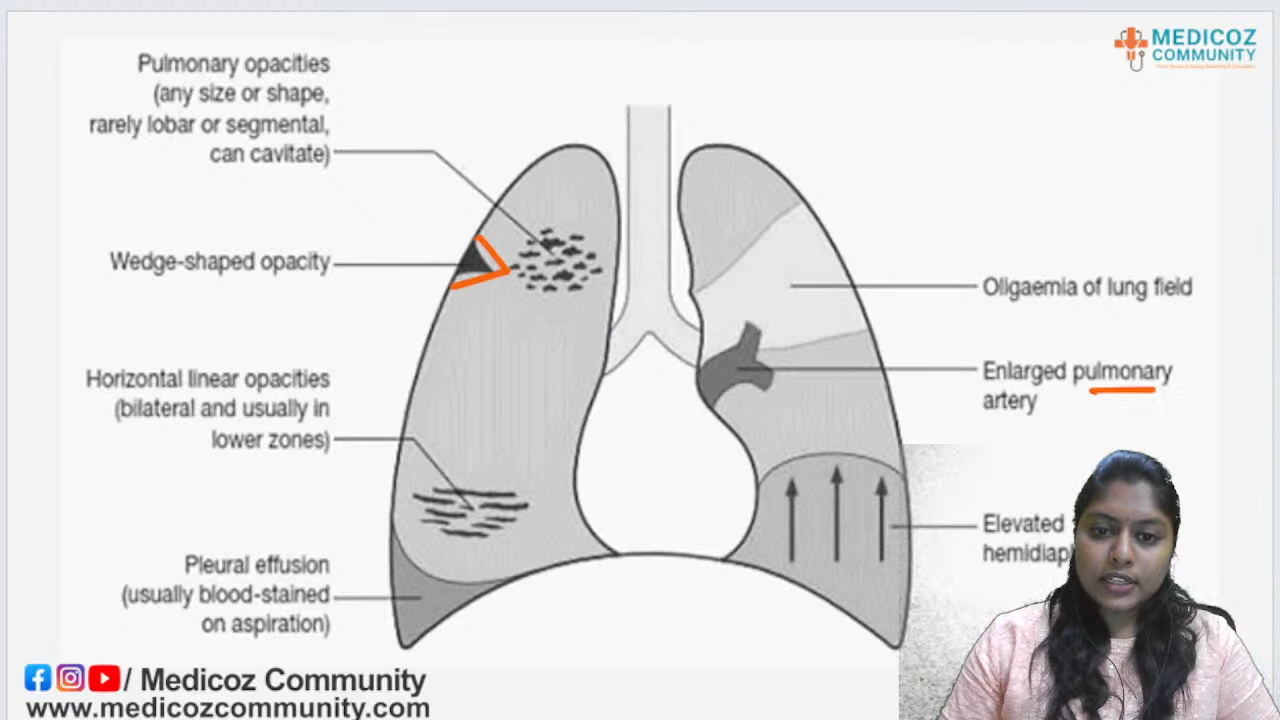 MEDICOZ
COMMUNITY
Pulmonary opacities
(any size or shape,
rarely lobar or segmental,
can cavitate)
Wedge-shaped opacity
Horizontal linear opacities
(bilateral and usually in
lower zones)
Pleural effusion
(usually blood-stained
on aspiration)
Oligaemia of lung field
Enlarged pulmonary
artery
Elevated
/ Medicoz Community
www.medicozcommunity.com